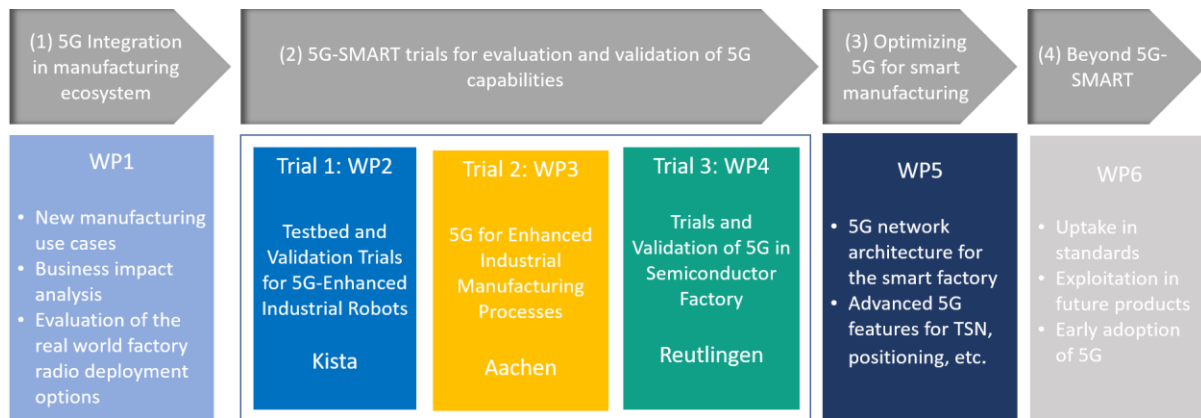 (1) 5G Integration
in manufacturing
ecosystem
(2) 5G-SMART trials for evaluation and validation of 5G
capabilities
(3) Optimizing
5G for smart
manufacturing
(4) Beyond 5G-
SMART
WP1
• New manufacturing
use cases
• Business impact
analysis
• Evaluation of the
real world factory
radio deployment
options
Trial 1: WP2
Testbed and
Validation Trials
for 5G-Enhanced
Industrial Robots
Kista
Trial 2: WP3
5G for Enhanced
Industrial
Manufacturing
Processes
Aachen
Trial 3: WP4
Trials and
Validation of 5G in
Semiconductor
Factory
Reutlingen
WP5
• 5G network
architecture for
the smart factory
• Advanced 5G
features for TSN,
positioning, etc.
WP6
• Uptake in
standards
• Exploitation in
future products
• Early adoption
of 5G